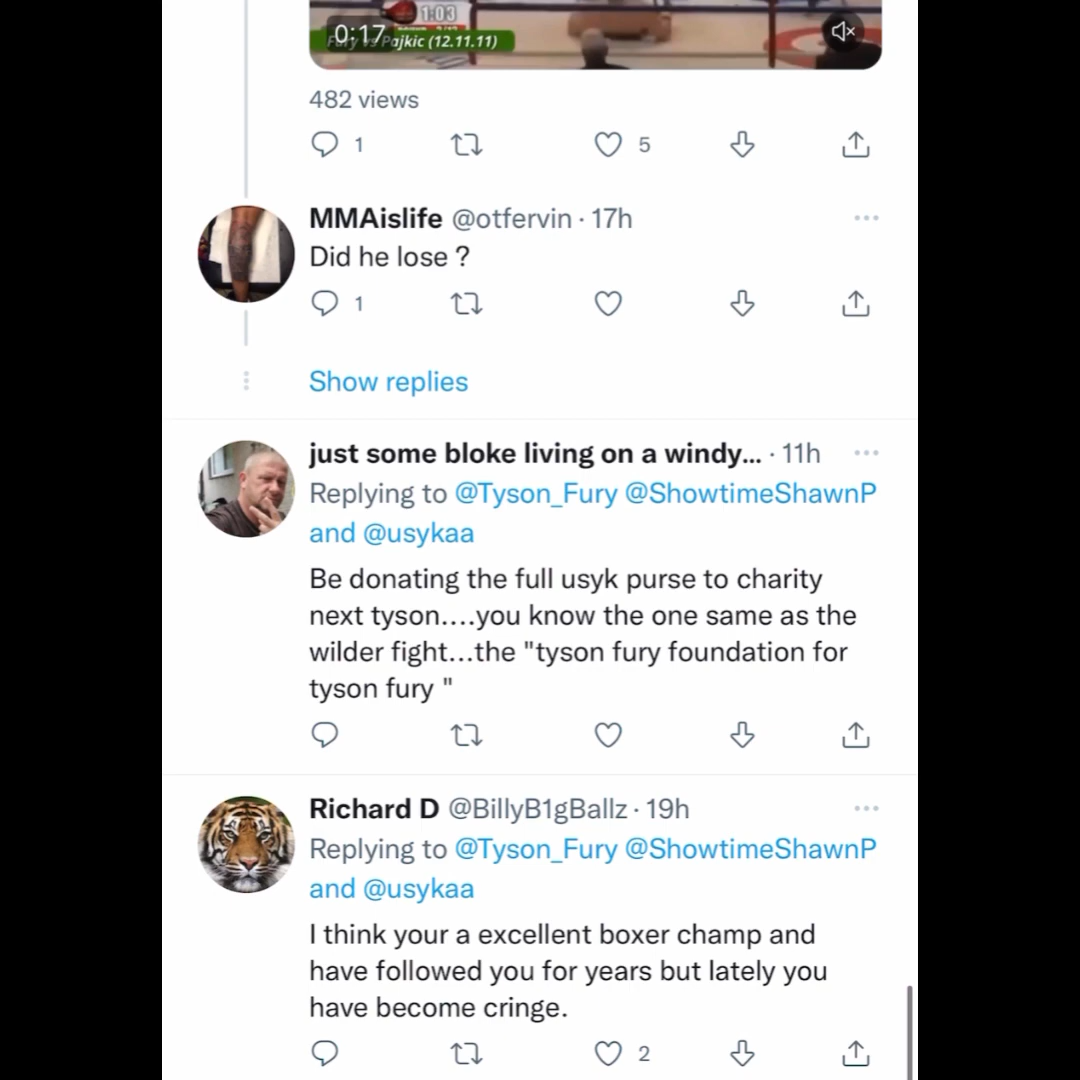 1:03
0:17
Fury vs Pajkic (12.11.11)
482 views
1 5
MMAislife @otfervin · 17h
Did he lose ?
1
Show replies
just some bloke living on a windy... · 11h
Replying to @Tyson_Fury @ShowtimeShawnP
and @usykaa
Be donating the full usyk purse to charity
next tyson....you know the one same as the
wilder fight...the "tyson fury foundation for
tyson fury "
Richard D @BillyB1gBallz · 19h
Replying to @Tyson_Fury @ShowtimeShawnP
and @usykaa
I think your a excellent boxer champ and
have followed you for years but lately you
have become cringe.
2